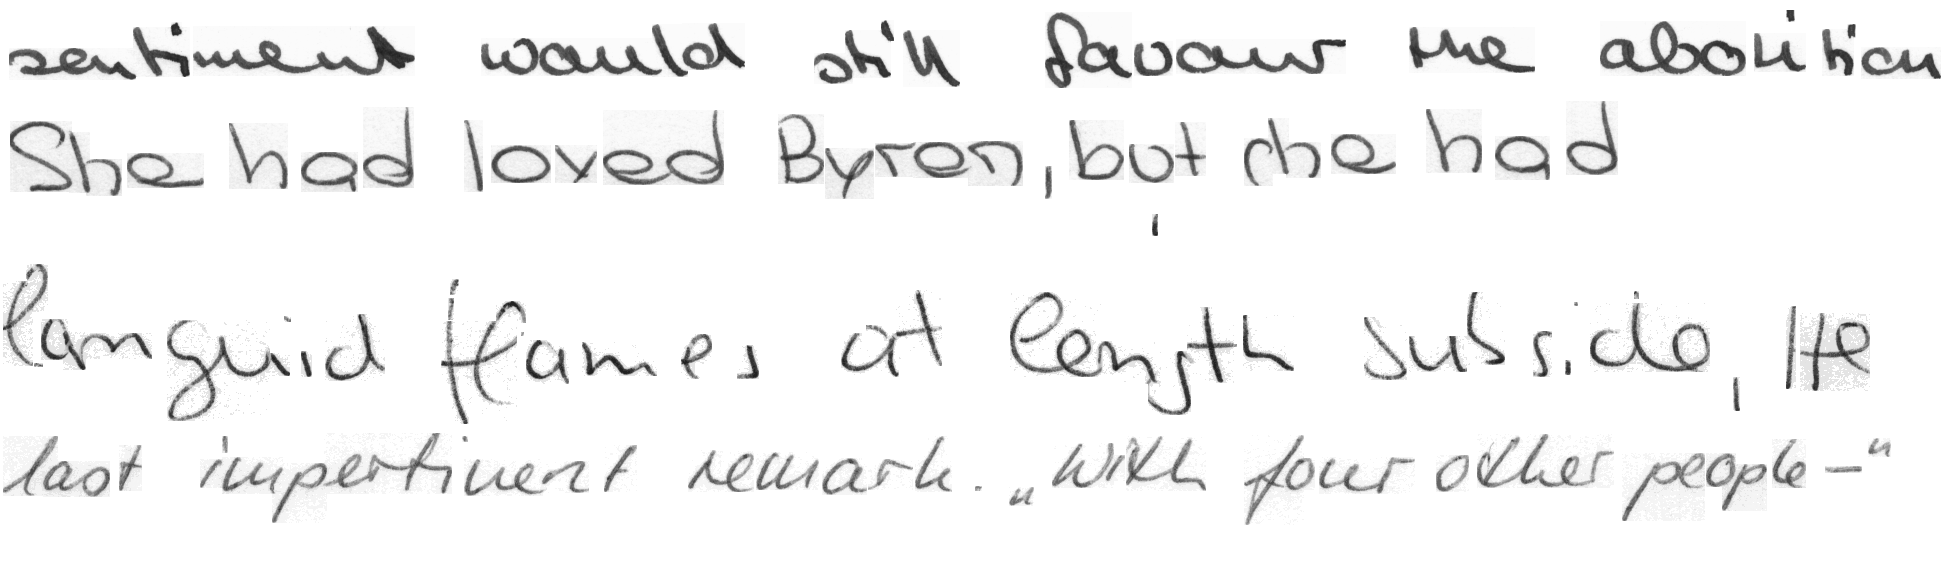 sentiment would still favour the abolition
She had loved Byron, but she had
languid flames at length subside, He
last impertinent remark. „With four other people -"